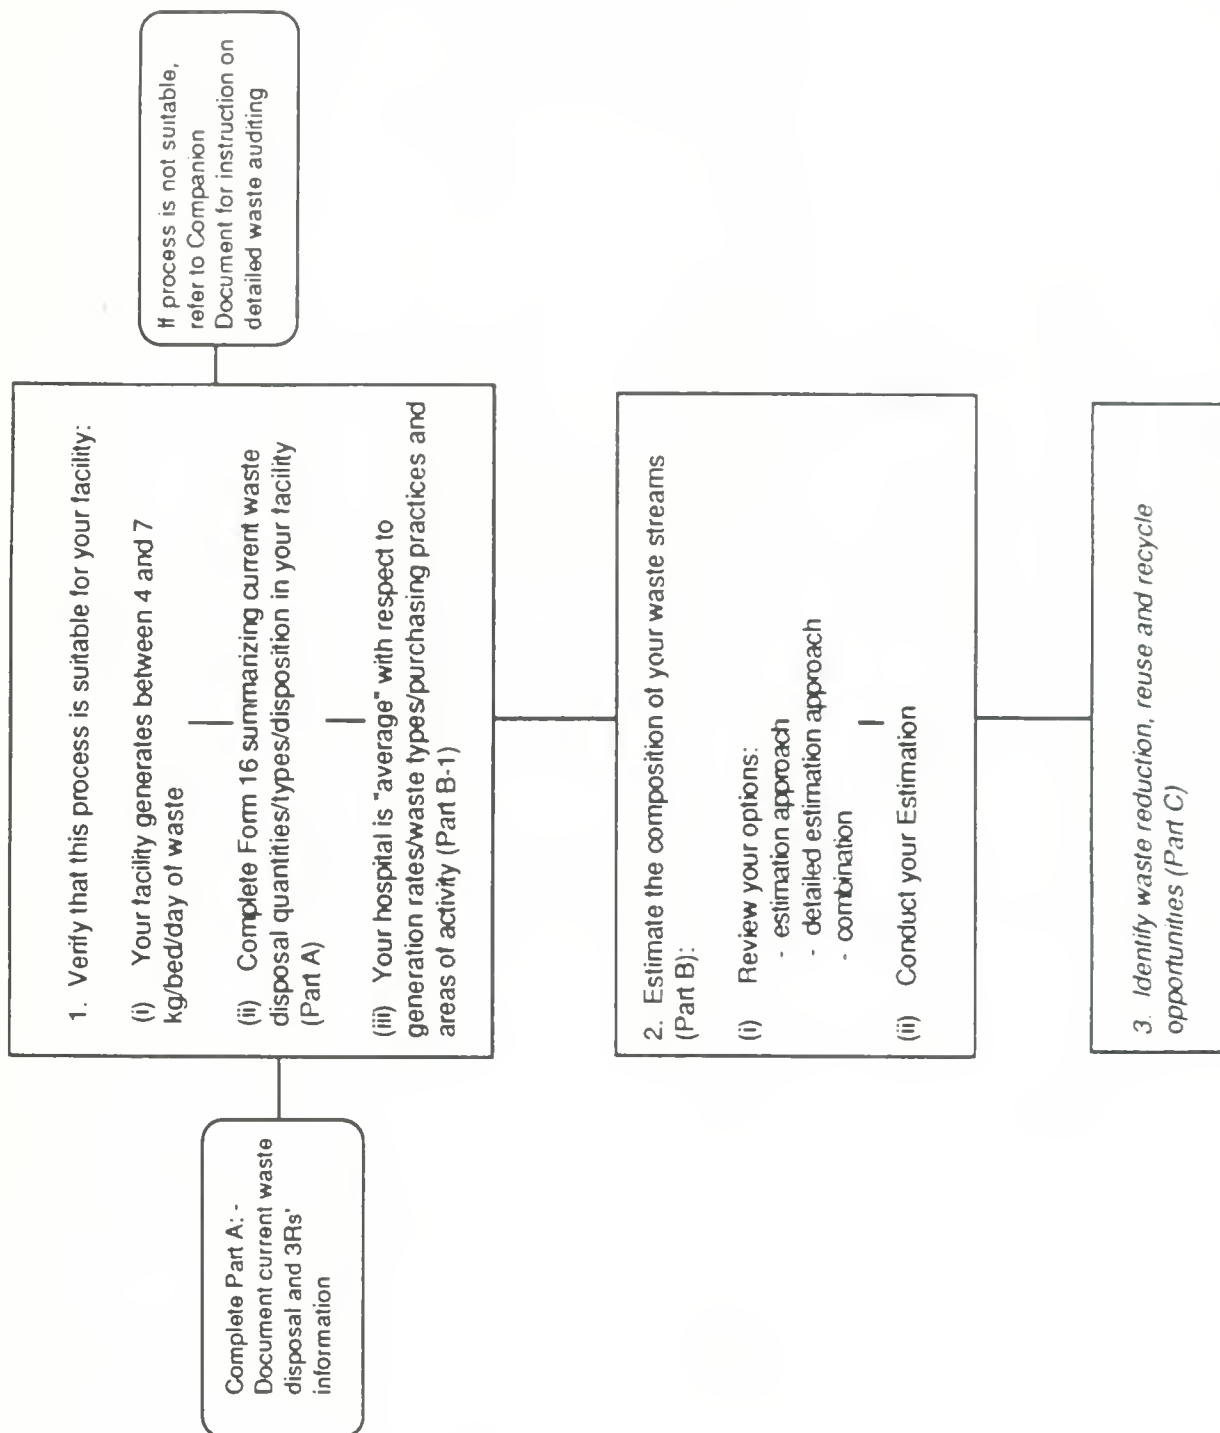 Complete Part A: -
Document current waste
disposal and 3Rs'
information
1. Verify that this process is suitable for your facility:
(i) Your facility generates between 4 and 7
kg/bed/day of waste
(ii) Complete Form 16 summarizing current waste
disposal quantities/types/disposition in your facility
(Part A)
(iii) Your hospital is "average" with respect to
generation rates/waste types/purchasing practices and
areas of activity (Part B-1)
If process is not suitable,
refer to Companion
Document for instruction on
detailed waste auditing
2. Estimate the composition of your waste streams
(Part B):
(i) Review your options:
- estimation approach
- detailed estimation approach
- combination
(ii) Conduct your Estimation
3. Identify waste reduction, reuse and recycle
opportunities (Part C)